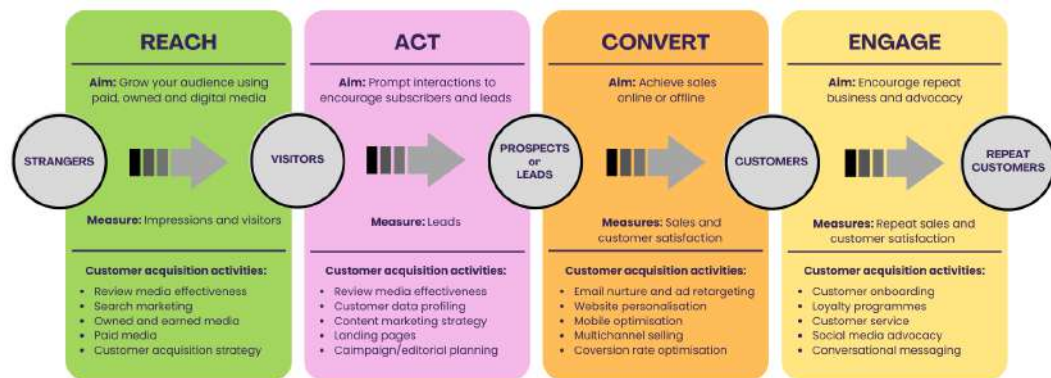 REACH
Aim: Grow your audience using
paid, owned and digital media
STRANGERS
Measure: Impressions and visitors
Customer acquisition activities:
• Review media effectiveness
• Search marketing
• Owned and earned media
• Paid media
• Customer acquisition strategy
ACT
Aim: Prompt interactions to
encourage subscribers and leads
VISITORS
Measure: Leads
Customer acquisition activities:
• Review media effectiveness
• Customer data profiling
• Content marketing strategy
• Landing pages
• Caimpaign/editorial planning
CONVERT
Aim: Achieve sales
online or offline
PROSPECTS
or
LEADS
Measures: Sales and
customer satisfaction
Customer acquisition activities:
• Email nurture and ad retargeting
• Website personalisation
• Mobile optimisation
• Multichannel selling
• Coversion rate optimisation
ENGAGE
Aim: Encourage repeat
business and advocacy
CUSTOMERS
REPEAT
CUSTOMERS
Measures: Repeat sales and
customer satisfaction
Customer acquisition activities:
• Customer onboarding
• Loyalty programmes
• Customer service
• Social media advocacy
• Conversational messaging